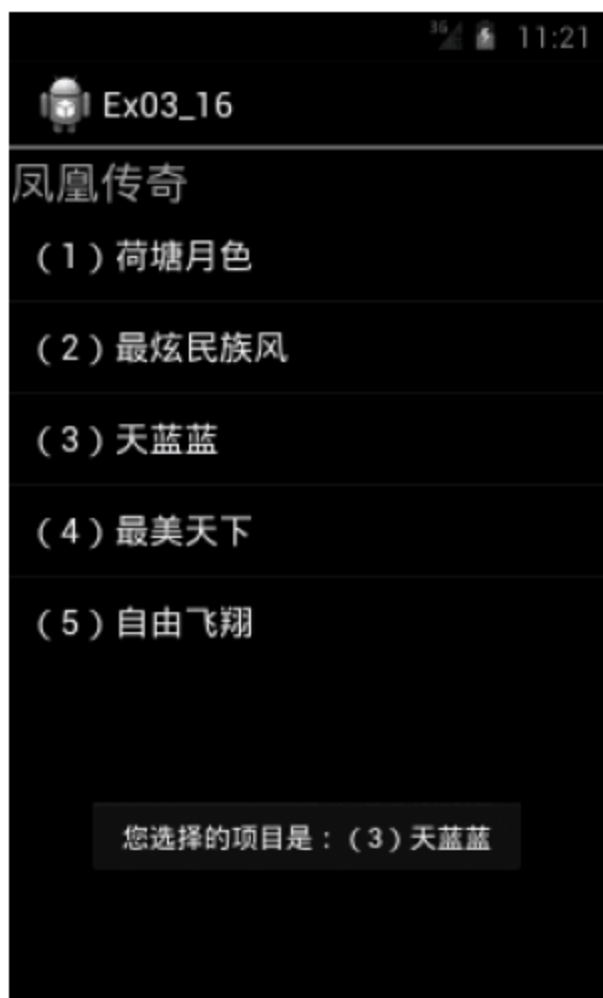 3G 11:21
Ex03_16
凤凰传奇
（1）荷塘月色
（2）最炫民族风
（3）天蓝蓝
（4）最美天下
（5）自由飞翔
您选择的项目是：（3）天蓝蓝